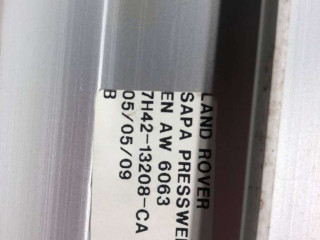 LAND ROVER
SAPA PRESSWE
EN AW 6063
7H42-13208-CA
05/05/09
B